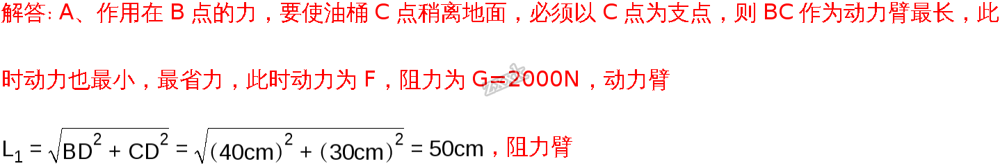 解答: A、作用在 B 点的力，要使油桶 C 点稍离地面，必须以 C 点为支点，则 BC 作为动力臂最长，此
时动力也最小，最省力，此时动力为 F，阻力为 G=2000N，动力臂
L₁ = √(BD² + CD²) = √((40cm)² + (30cm)²) = 50cm，阻力臂